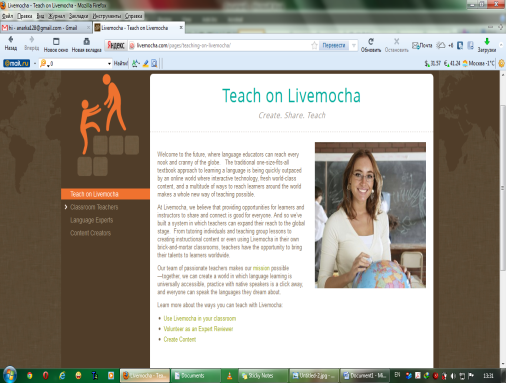 Livemocha - Teach on Livemocha - Mozilla Firefox
Файл Правка Вид Журнал Закладки Инструменты Справка
Hi - anarka128@gmail.com - Gmail × Livemocha - Teach on Livemocha ×
livemocha.com/pages/teaching-on-livemocha/
Перевести
Назад Вперёд Новое окно Новая вкладка Яндекс Обновить Остановить Почта +6 Загрузки
@mail.ru Найти! $ 31.57 € 41.24 Москва -1°C
Teach on Livemocha
Create. Share. Teach
Teach on Livemocha
Classroom Teachers
Language Experts
Content Creators
Welcome to the future, where language educators can reach every
nook and cranny of the globe. The traditional one-size-fits-all
textbook approach to learning a language is being quickly outpaced
by an online world where interactive technology, fresh world-class
content, and a multitude of ways to reach learners around the world
makes a whole new way of teaching possible.
At Livemocha, we believe that providing opportunities for learners and
instructors to share and connect is good for everyone. And so we've
built a system in which teachers can expand their reach to the global
stage. From tutoring individuals and teaching group lessons to
creating instructional content or even using Livemocha in their own
brick-and-mortar classrooms, teachers have the opportunity to bring
their talents to learners worldwide.
Our team of passionate teachers makes our mission possible
—together, we can create a world in which language learning is
universally accessible, practice with native speakers is a click away,
and everyone can speak the languages they dream about.
Learn more about the ways you can teach with Livemocha:
Use Livemocha in your classroom
Volunteer as an Expert Reviewer
Create Content
Livemocha - Tea... Documents Sticky Notes Untitled-2.jpg - ... Document1 - Mi... EN 13:31